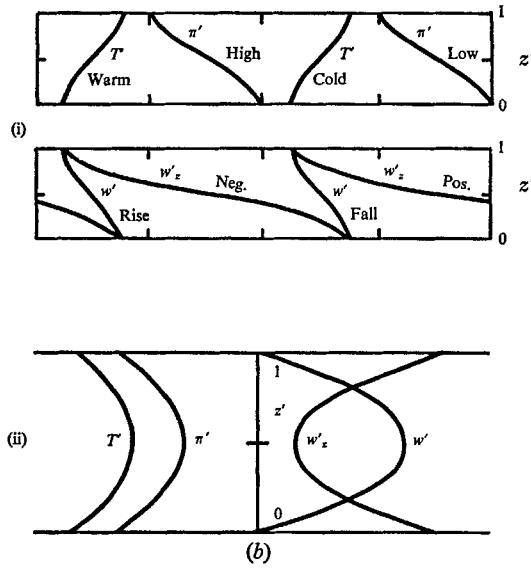 1
T′ π′ High T′ π′ Low
Warm Cold z′
0
(i)
1
w′z w′z
w′ Neg. w′ Pos. z′
Rise Fall
0
1
z′
(ii) T′ π′ w′z w′
0
(b)